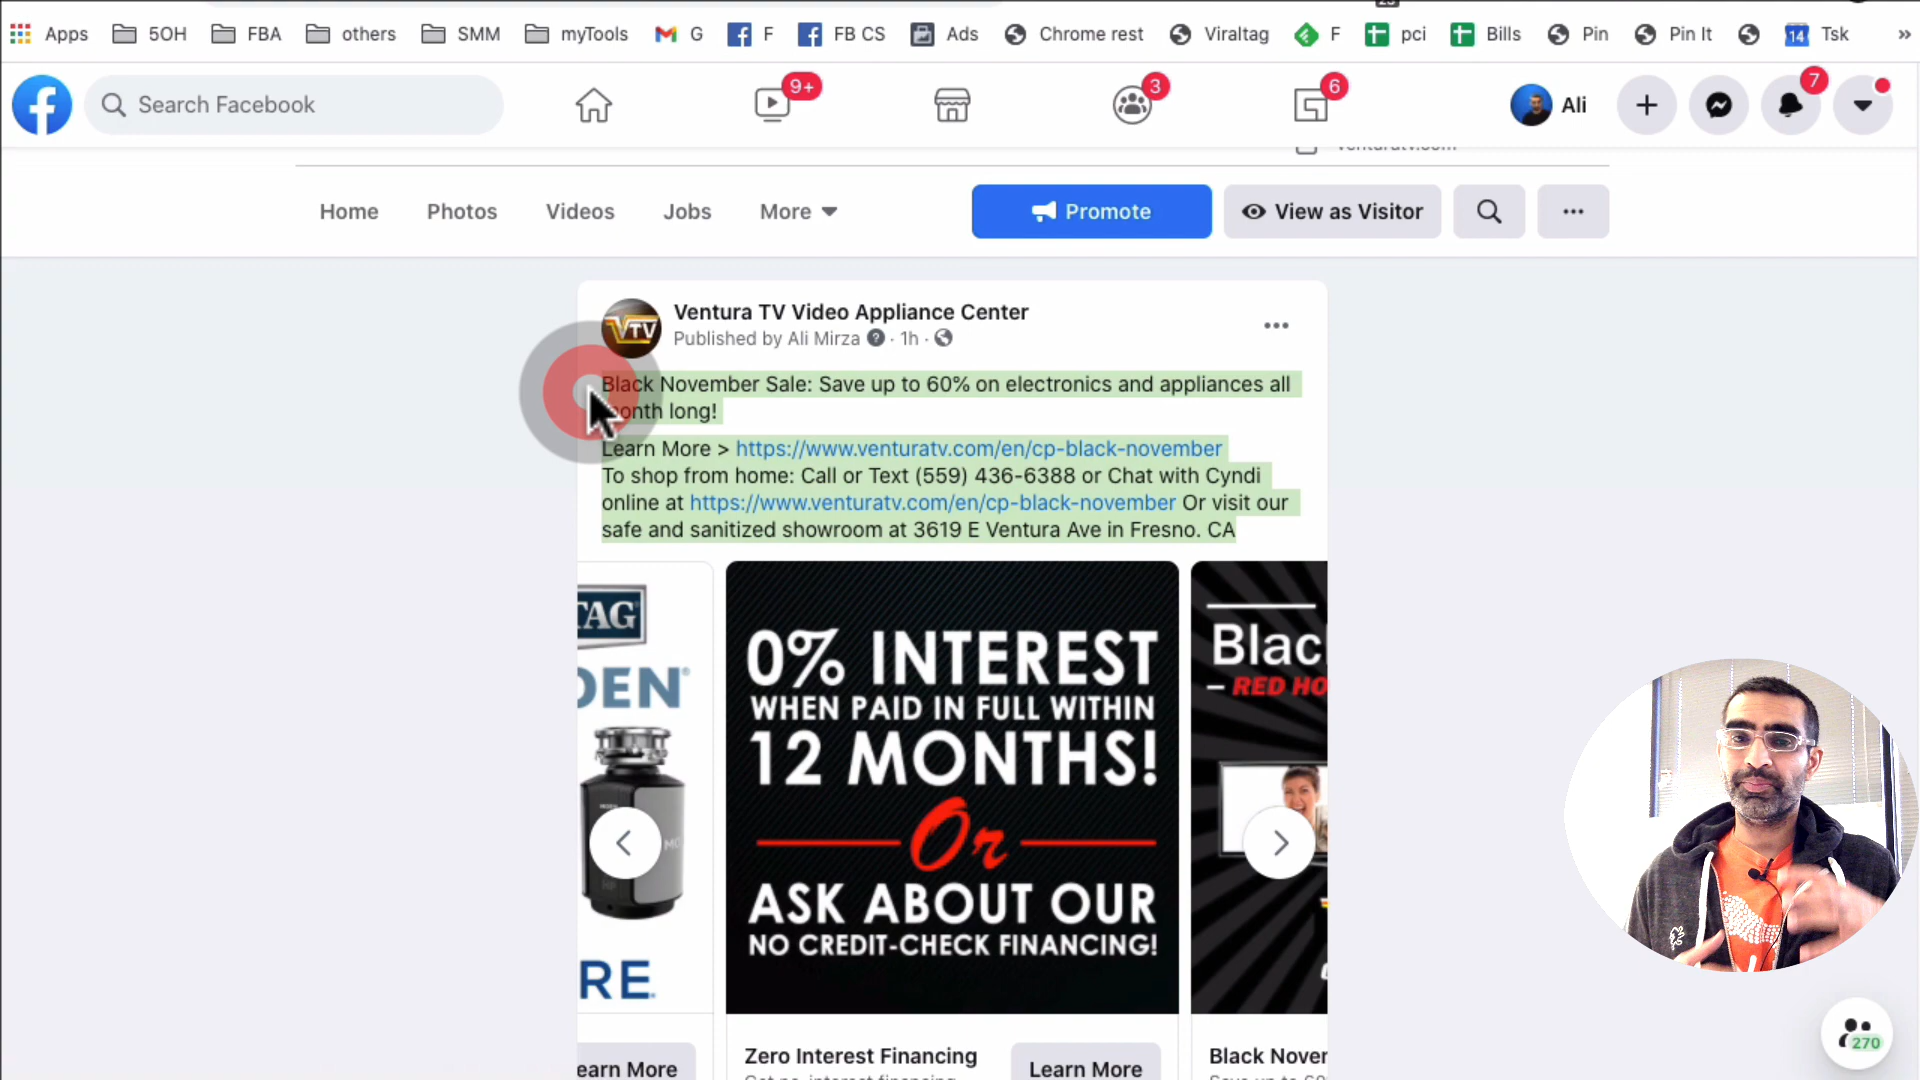 Apps 5OH FBA others SMM myTools G F FB CS Ads Chrome rest Viraltag F pci Bills Pin Pin It 14 Tsk »
Search Facebook 9+ 3 6 Ali 7
Home Photos Videos Jobs More Promote View as Visitor
Ventura TV Video Appliance Center
Published by Ali Mirza · 1h ·
VTV
Black November Sale: Save up to 60% on electronics and appliances all
month long!
Learn More > https://www.venturatv.com/en/cp-black-november
To shop from home: Call or Text (559) 436-6388 or Chat with Cyndi
online at https://www.venturatv.com/en/cp-black-november Or visit our
safe and sanitized showroom at 3619 E Ventura Ave in Fresno. CA
TAG
DEN®
RE.
0% INTEREST
WHEN PAID IN FULL WITHIN
12 MONTHS!
Or
ASK ABOUT OUR
NO CREDIT-CHECK FINANCING!
Blac
– RED HO
Zero Interest Financing
Learn More
earn More
Black Nover
270